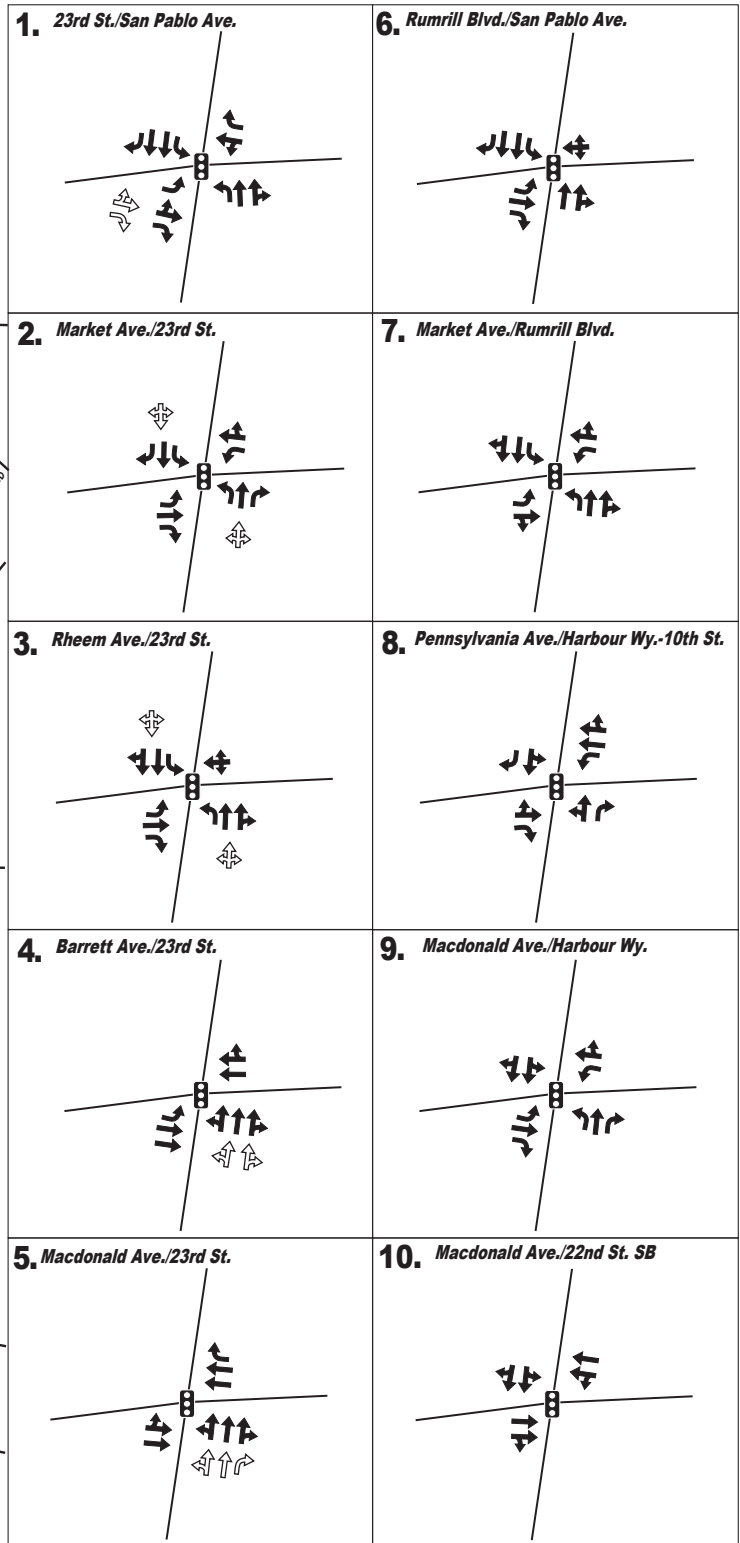 1. 23rd St./San Pablo Ave.
2. Market Ave./23rd St.
3. Rheem Ave./23rd St.
4. Barrett Ave./23rd St.
5. Macdonald Ave./23rd St.
6. Rumrill Blvd./San Pablo Ave.
7. Market Ave./Rumrill Blvd.
8. Pennsylvania Ave./Harbour Wy.-10th St.
9. Macdonald Ave./Harbour Wy.
10. Macdonald Ave./22nd St. SB